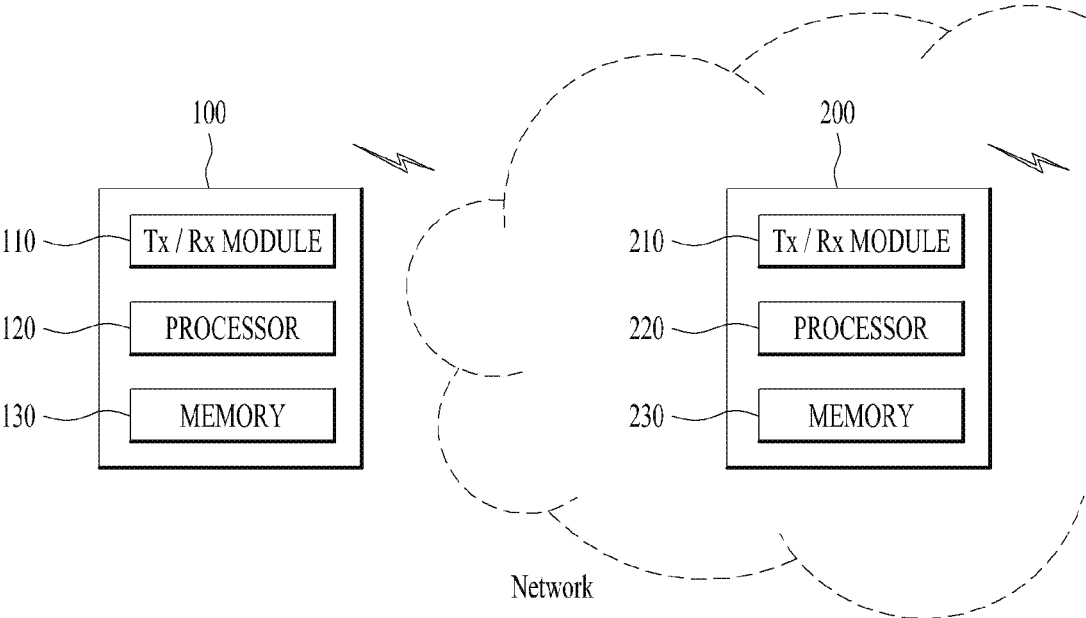 100
200
110
Tx / Rx MODULE
210
Tx / Rx MODULE
120
PROCESSOR
220
PROCESSOR
130
MEMORY
230
MEMORY
Network